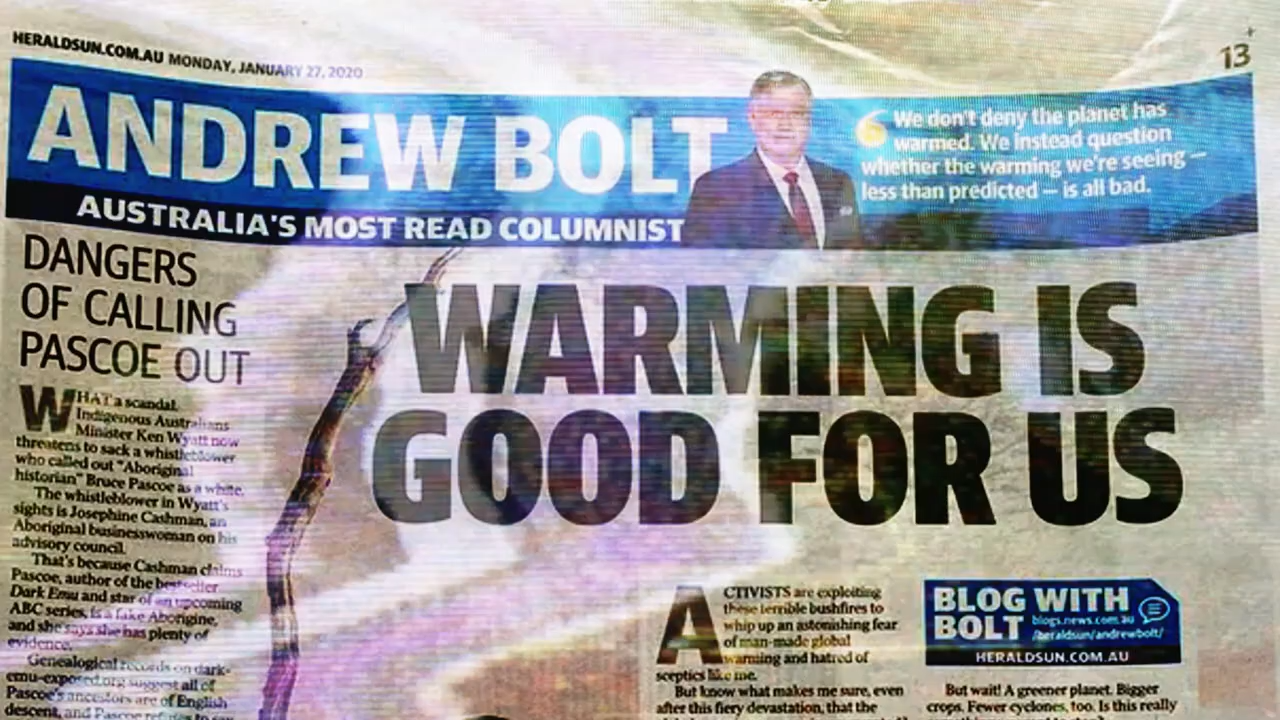 HERALDSUN.COM.AU MONDAY, JANUARY 27, 2020
13
ANDREW BOLT
AUSTRALIA'S MOST READ COLUMNIST
We don't deny the planet has
warmed. We instead question
whether the warming we're seeing —
less than predicted — is all bad.
DANGERS
OF CALLING
PASCOE OUT
WHAT a scandal.
Indigenous Australians
Minister Ken Wyatt now
threatens to sack a whistleblower
who called out "Aboriginal
historian" Bruce Pascoe as a white.
The whistleblower in Wyatt's
sights is Josephine Cashman, an
Aboriginal businesswoman on his
advisory council.
That's because Cashman claims
Pascoe, author of the bestseller
Dark Emu and star of an upcoming
ABC series, is a fake Aborigine,
and she says she has plenty of
evidence.
Genealogical records on dark-
emu-exposed.org suggest all of
Pascoe's ancestors are of English
descent, and Pascoe refuses to say
WARMING IS
GOOD FOR US
ACTIVISTS are exploiting
these terrible bushfires to
whip up an astonishing fear
of man-made global
warming and hatred of
sceptics like me.
But know what makes me sure, even
after this fiery devastation, that the
BLOG WITH
BOLT
blogs.news.com.au
/heraldsun/andrewbolt/
HERALDSUN.COM.AU
But wait! A greener planet. Bigger
crops. Fewer cyclones, too. Is this really